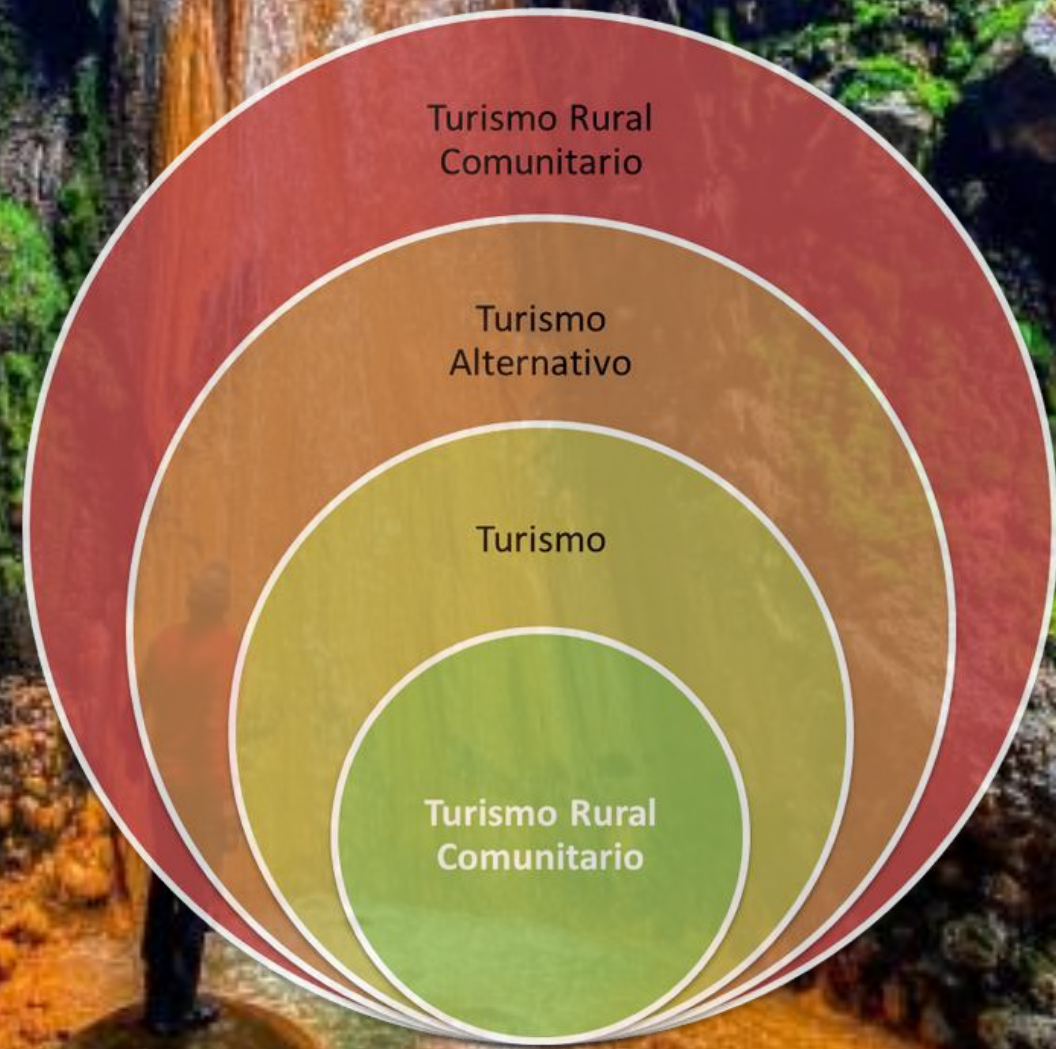 Turismo Rural
Comunitario
Turismo
Alternativo
Turismo
Turismo Rural
Comunitario